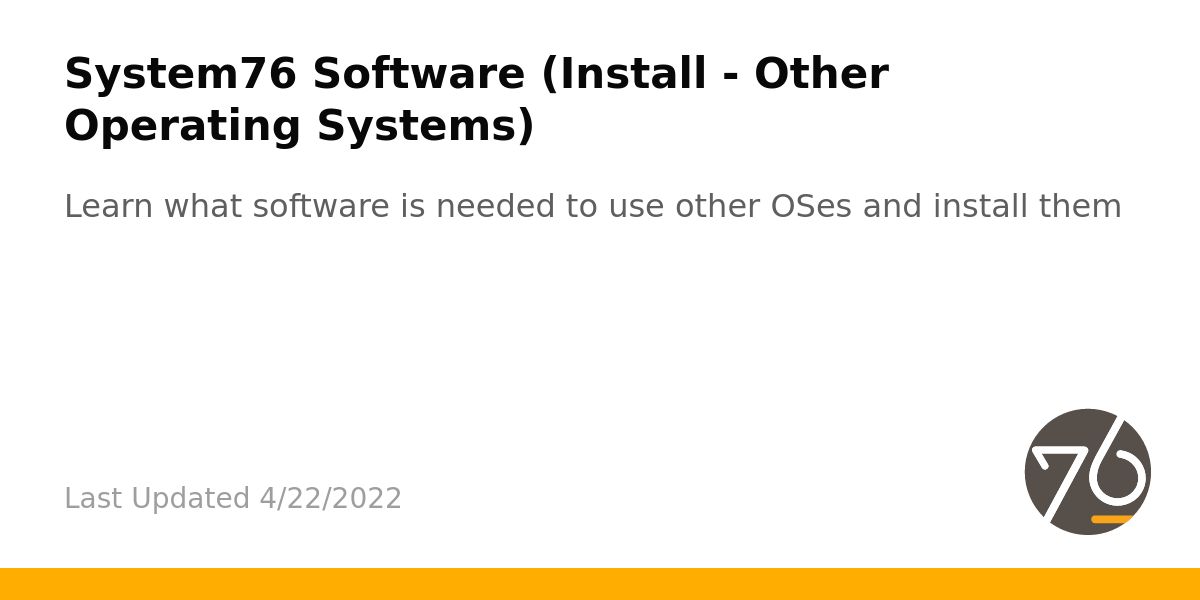 System76 Software (Install - Other
Operating Systems)
Learn what software is needed to use other OSes and install them
Last Updated 4/22/2022
76